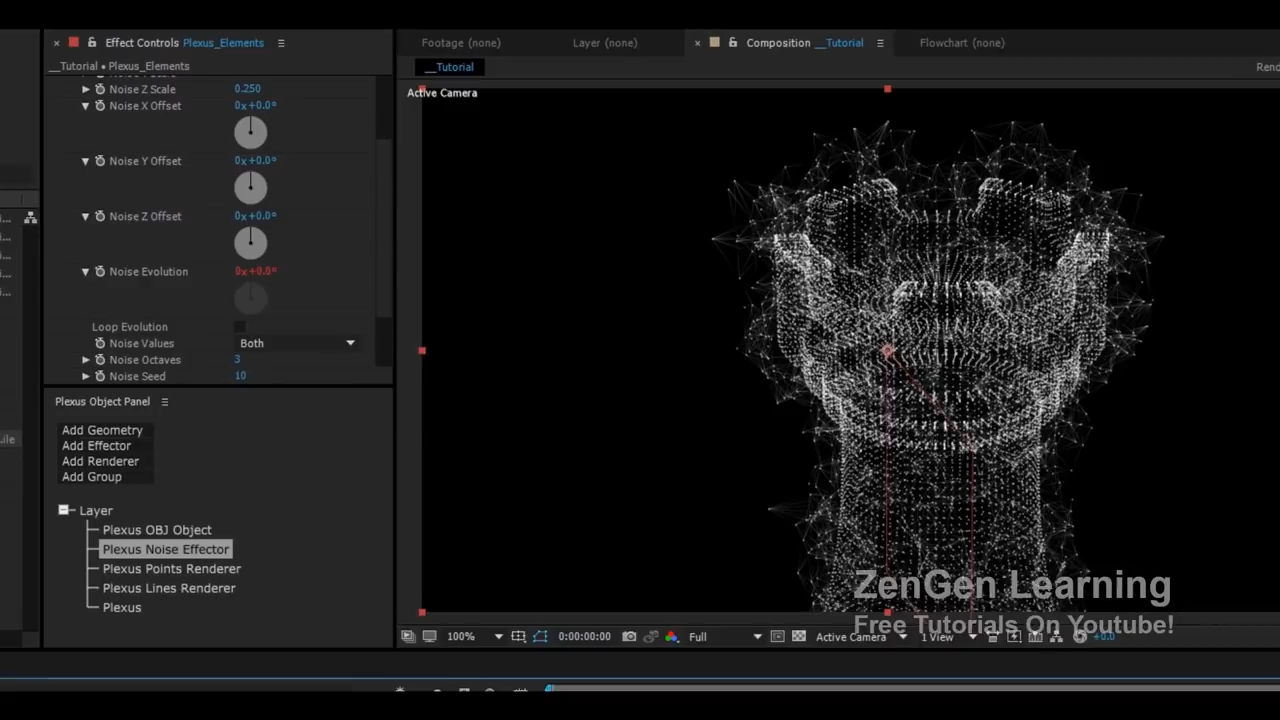 Effect Controls Plexus_Elements
__Tutorial • Plexus_Elements
Noise Z Scale 0.250
Noise X Offset 0x+0.0°
Noise Y Offset 0x+0.0°
Noise Z Offset 0x+0.0°
Noise Evolution 0x+0.0°
Loop Evolution
Noise Values Both
Noise Octaves 3
Noise Seed 10
Plexus Object Panel
Add Geometry
Add Effector
Add Renderer
Add Group
Layer
Plexus OBJ Object
Plexus Noise Effector
Plexus Points Renderer
Plexus Lines Renderer
Plexus
Footage (none) Layer (none) Composition __Tutorial Flowchart (none)
__Tutorial
Active Camera
ZenGen Learning
Free Tutorials On Youtube!
100% 0:00:00:00 Full Active Camera 1 View +0.0